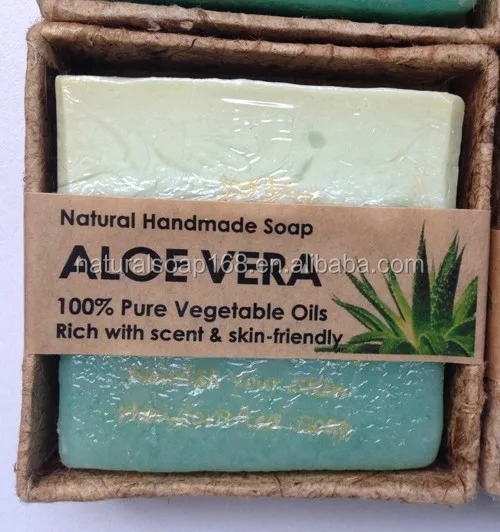 Natural Handmade Soap
ALOE VERA
naturalsoap168.en.alibaba.com
100% Pure Vegetable Oils
Rich with scent & skin-friendly